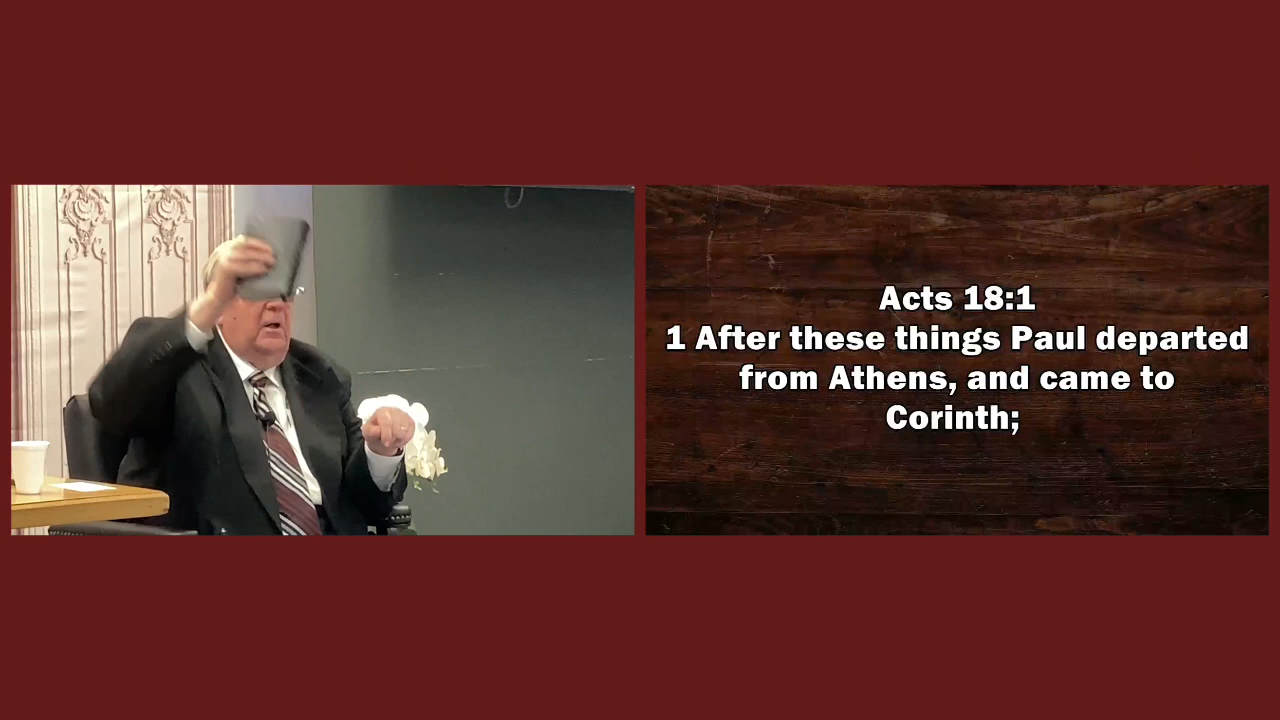 Acts 18:1
1 After these things Paul departed
from Athens, and came to
Corinth;